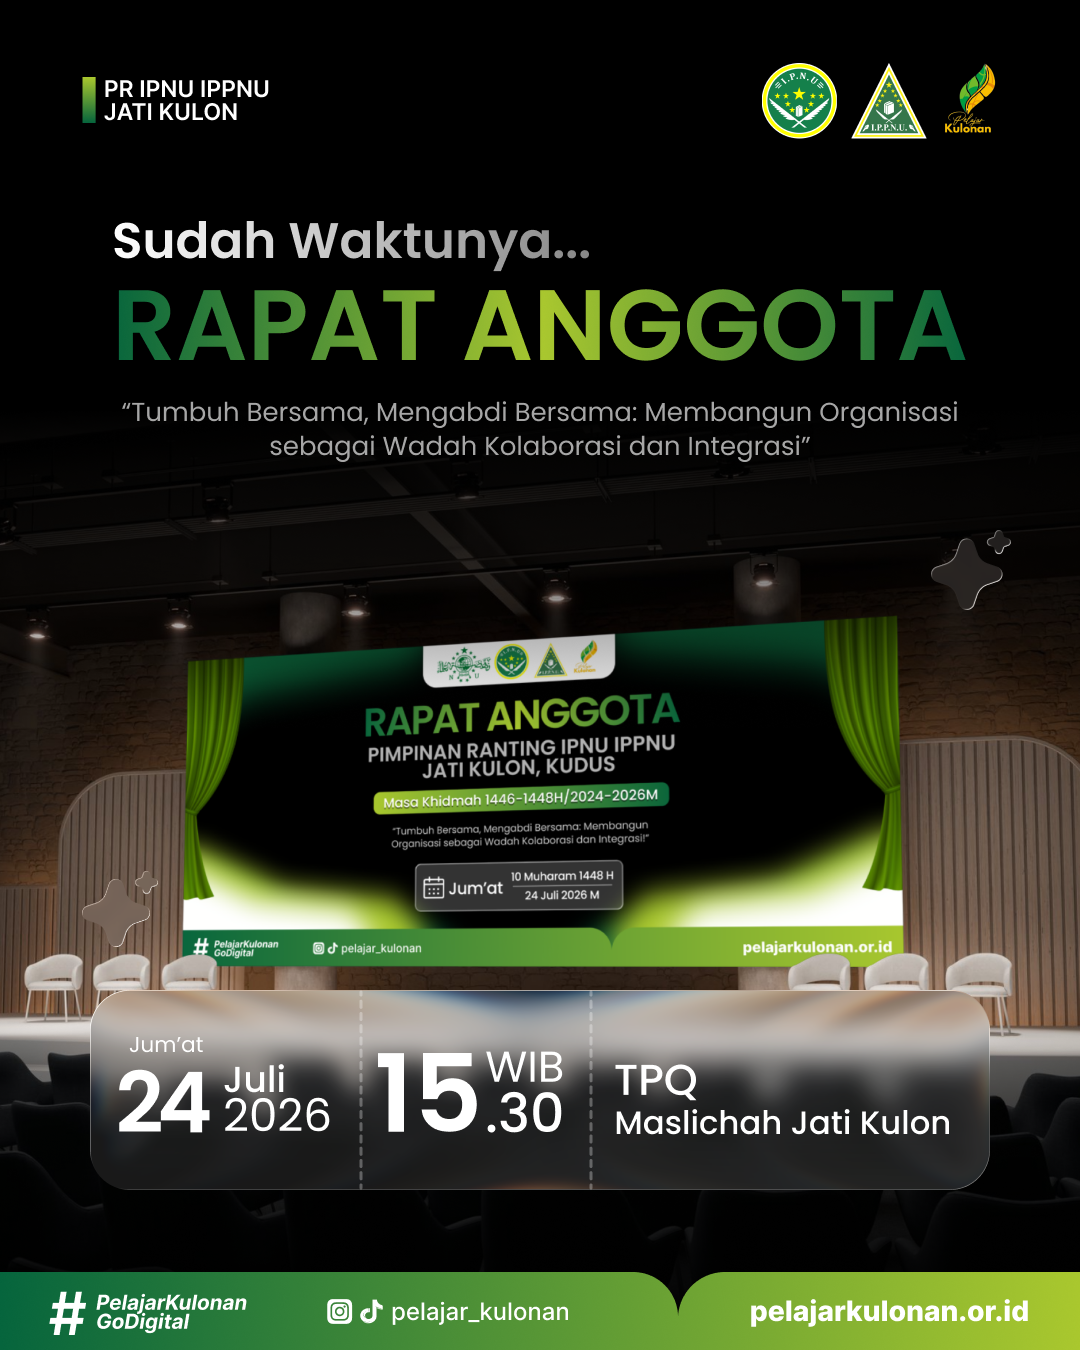 PR IPNU IPPNU
JATI KULON
I.P.N.U
I.P.P.N.U.
Pelajar
Kulonan
Sudah Waktunya...
RAPAT ANGGOTA
“Tumbuh Bersama, Mengabdi Bersama: Membangun Organisasi
sebagai Wadah Kolaborasi dan Integrasi”
RAPAT ANGGOTA
PIMPINAN RANTING IPNU IPPNU
JATI KULON, KUDUS
Masa Khidmah 1446-1448H/2024-2026M
“Tumbuh Bersama, Mengabdi Bersama: Membangun
Organisasi sebagai Wadah Kolaborasi dan Integrasi!”
Jum’at
10 Muharam 1448 H
24 Juli 2026 M
# PelajarKulonan
GoDigital
pelajar_kulonan
pelajarkulonan.or.id
Jum’at
24 Juli
2026
15 WIB
.30
TPQ
Maslichah Jati Kulon
# PelajarKulonan
GoDigital
pelajar_kulonan
pelajarkulonan.or.id